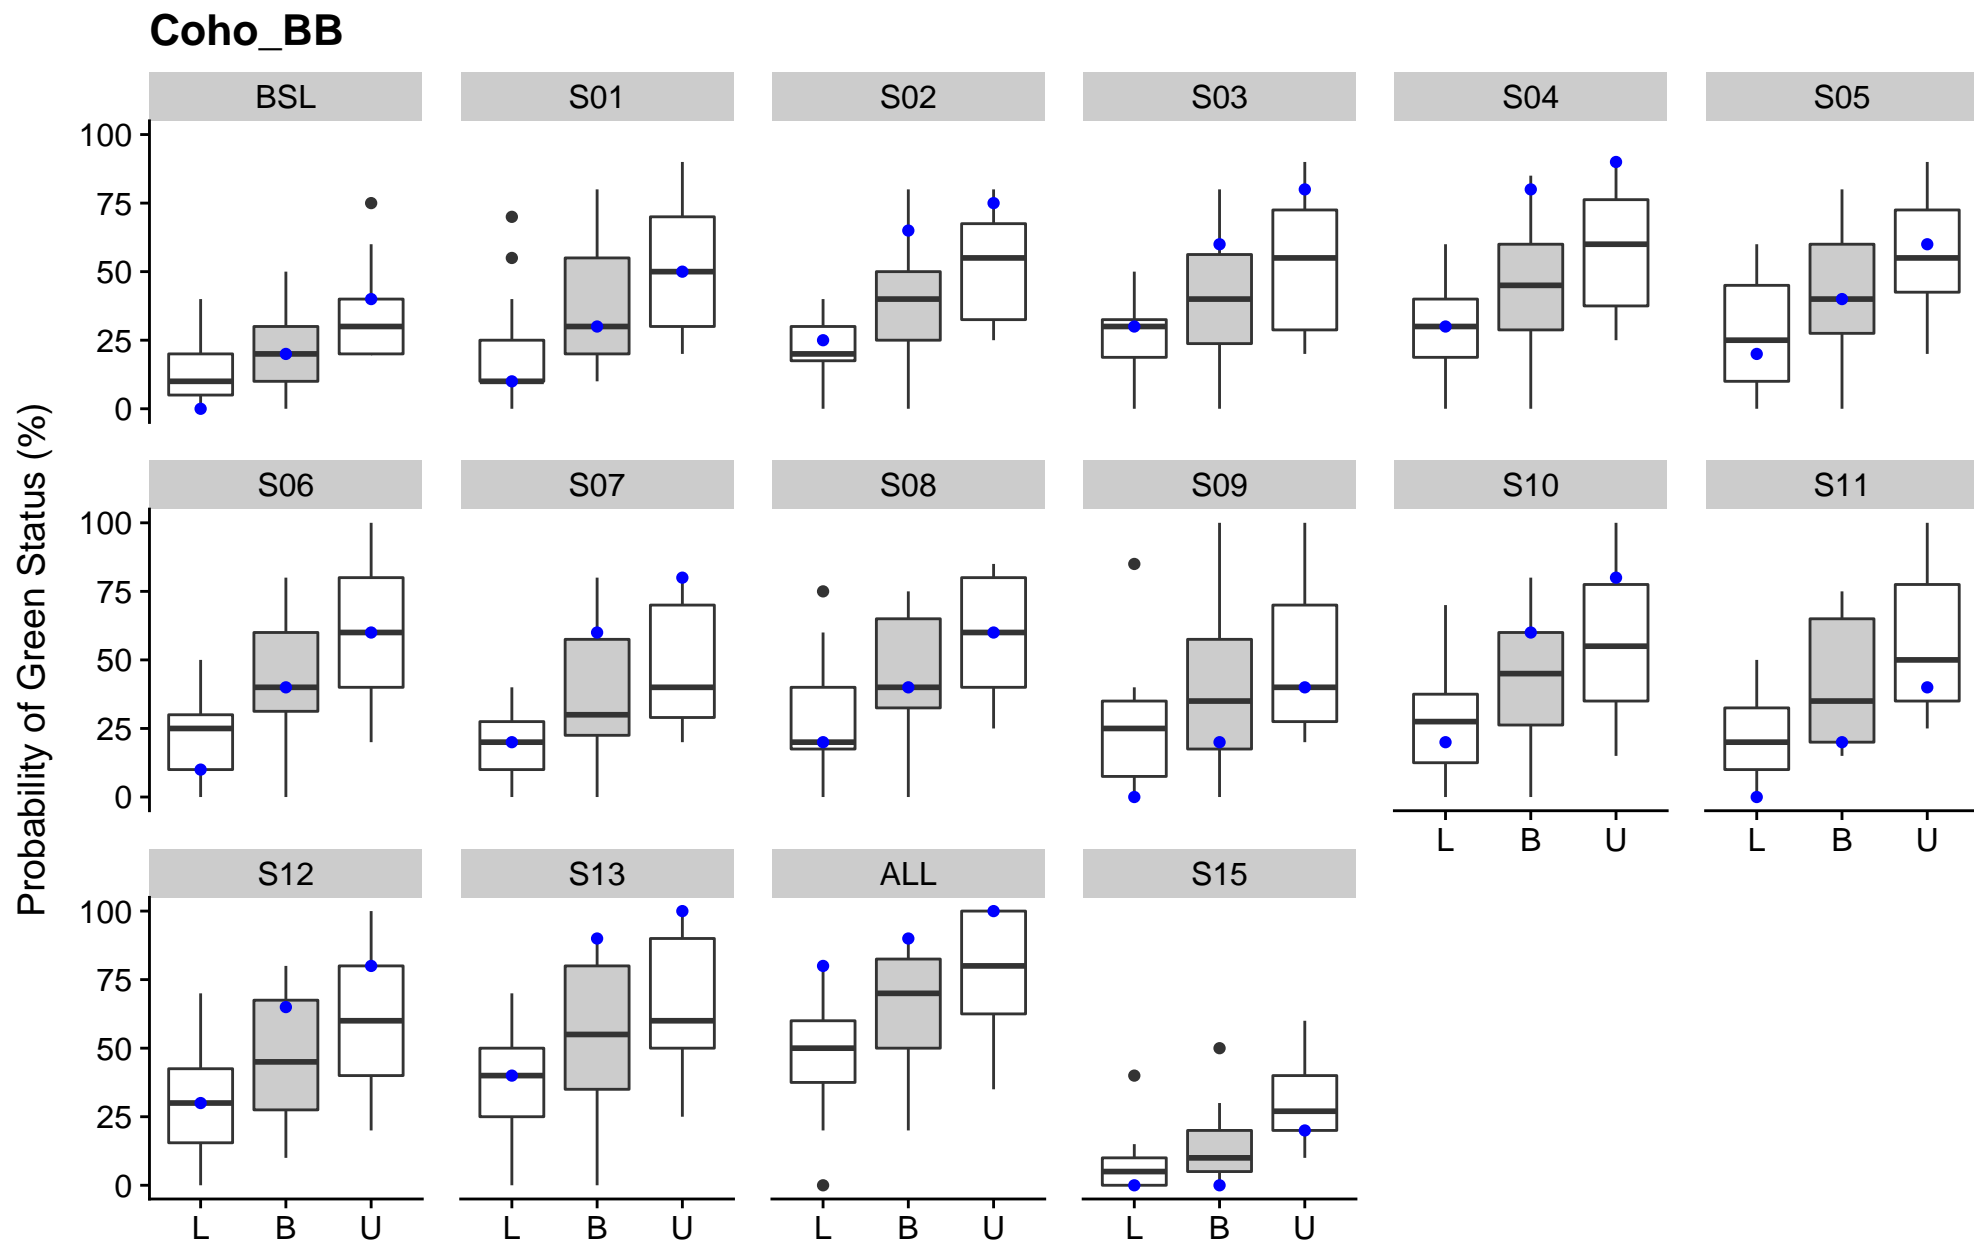 Coho_BB
BSL S01 S02 S03 S04 S05
100
75
50
25
0
S06 S07 S08 S09 S10 S11
100
75
50
25
0
L B U L B U
S12 S13 ALL S15
100
75
50
25
0
L B U L B U L B U L B U
Probability of Green Status (%)